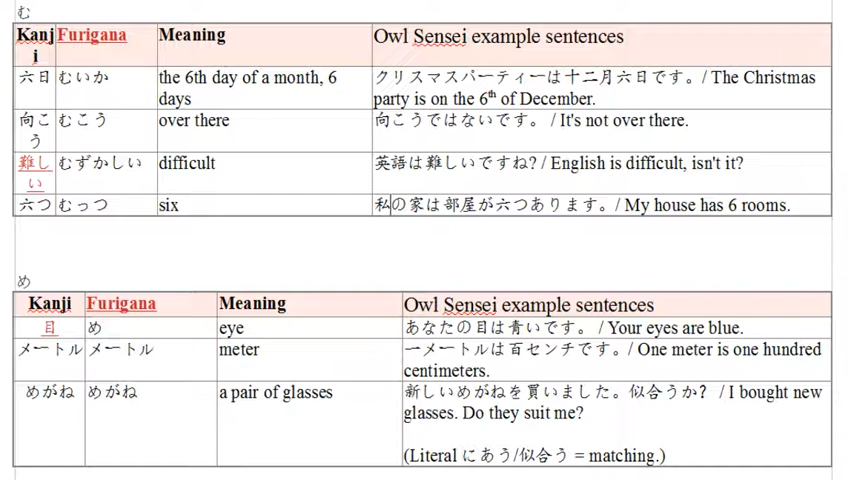 む
Kanji Furigana Meaning Owl Sensei example sentences
六日 むいか the 6th day of a month, 6 days クリスマスパーティーは十二月六日です。/ The Christmas party is on the 6th of December.
向こう むこう over there 向こうではないです。 / It's not over there.
難しい むずかしい difficult 英語は難しいですね? / English is difficult, isn't it?
六つ むっつ six 私の家は部屋が六つあります。/ My house has 6 rooms.
め
Kanji Furigana Meaning Owl Sensei example sentences
目 め eye あなたの目は青いです。 / Your eyes are blue.
メートル メートル meter 一メートルは百センチです。/ One meter is one hundred centimeters.
めがね めがね a pair of glasses 新しいめがねを買いました。似合うか? / I bought new glasses. Do they suit me?
(Literal にあう/似合う = matching.)